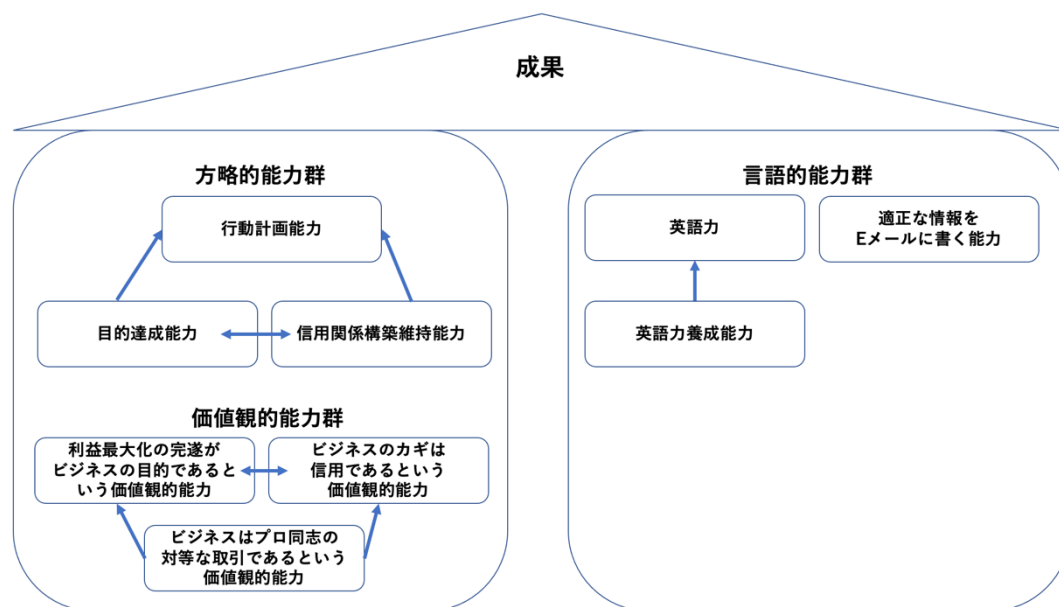 成果
方略的能力群
行動計画能力
目的達成能力
信用関係構築維持能力
価値観的能力群
利益最大化の完遂が
ビジネスの目的であると
いう価値観的能力
ビジネスのカギは
信用であるという
価値観的能力
ビジネスはプロ同志の
対等な取引であるという
価値観的能力
言語的能力群
英語力
適正な情報を
Eメールに書く能力
英語力養成能力